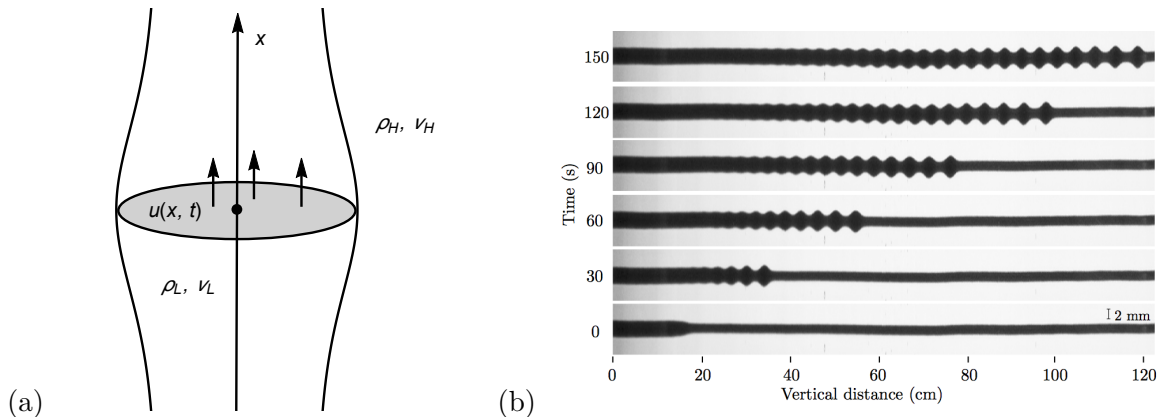 (a)
x
ρH, νH
u(x, t)
ρL, νL
(b)
Time (s)
150
120
90
60
30
0
2 mm
0 20 40 60 80 100 120
Vertical distance (cm)